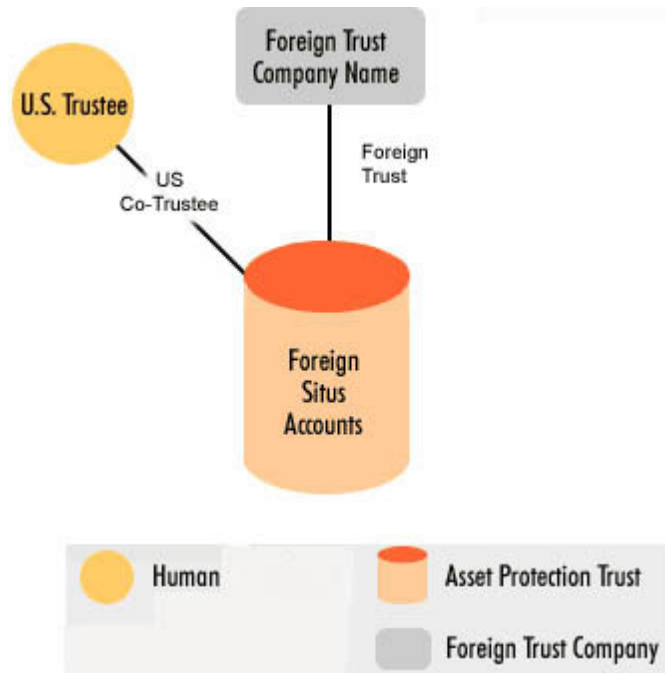 Foreign Trust
Company Name
U.S. Trustee
Foreign
Trust
US
Co-Trustee
Foreign
Situs
Accounts
Human
Asset Protection Trust
Foreign Trust Company